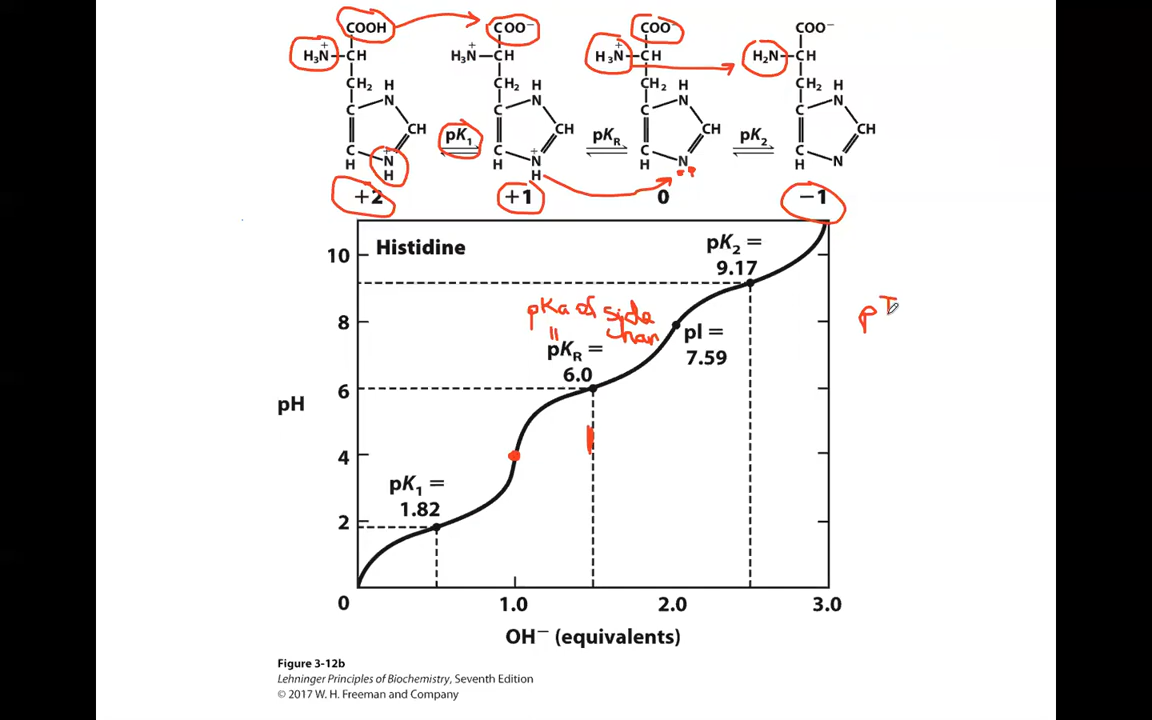 COOH
COO⁻
COO⁻
COO⁻
H₃N⁺—CH
H₃N⁺—CH
H₃N⁺—CH
H₂N—CH
CH₂ H
CH₂ H
CH₂ H
CH₂ H
C N
C N
C N
C N
CH
CH
CH
CH
pK₁
pKR
pK₂
C N⁺
C N⁺
C N
C N
H H
H H
H
H
+2
+1
0
−1
Histidine
pK₂ =
9.17
10
pKa of side
chan
pI
8
pI =
7.59
pKR =
6.0
6
pH
4
pK₁ =
1.82
2
0
1.0
2.0
3.0
OH⁻ (equivalents)
Figure 3-12b
Lehninger Principles of Biochemistry, Seventh Edition
© 2017 W. H. Freeman and Company